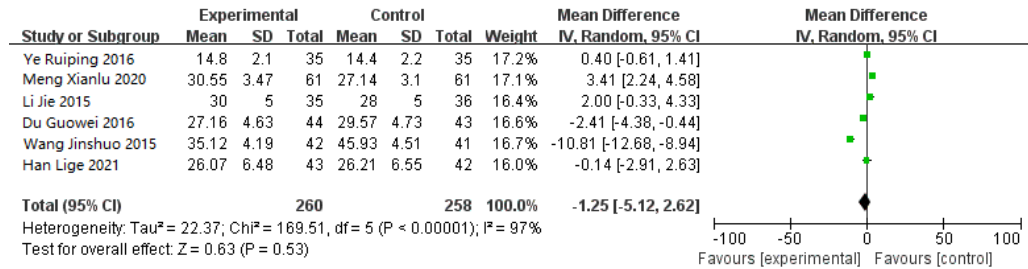 Experimental Control Mean Difference Mean Difference
Study or Subgroup Mean SD Total Mean SD Total Weight IV, Random, 95% CI IV, Random, 95% CI
Ye Ruiping 2016 14.8 2.1 35 14.4 2.2 35 17.2% 0.40 [-0.61, 1.41]
Meng Xianlu 2020 30.55 3.47 61 27.14 3.1 61 17.1% 3.41 [2.24, 4.58]
Li Jie 2015 30 5 35 28 5 36 16.4% 2.00 [-0.33, 4.33]
Du Guowei 2016 27.16 4.63 44 29.57 4.73 43 16.6% -2.41 [-4.38, -0.44]
Wang Jinshuo 2015 35.12 4.19 42 45.93 4.51 41 16.7% -10.81 [-12.68, -8.94]
Han Lige 2021 26.07 6.48 43 26.21 6.55 42 16.0% -0.14 [-2.91, 2.63]
Total (95% CI) 260 258 100.0% -1.25 [-5.12, 2.62]
Heterogeneity: Tau² = 22.37; Chi² = 169.51, df = 5 (P < 0.00001); I² = 97%
Test for overall effect: Z = 0.63 (P = 0.53)
-100 -50 0 50 100
Favours [experimental] Favours [control]